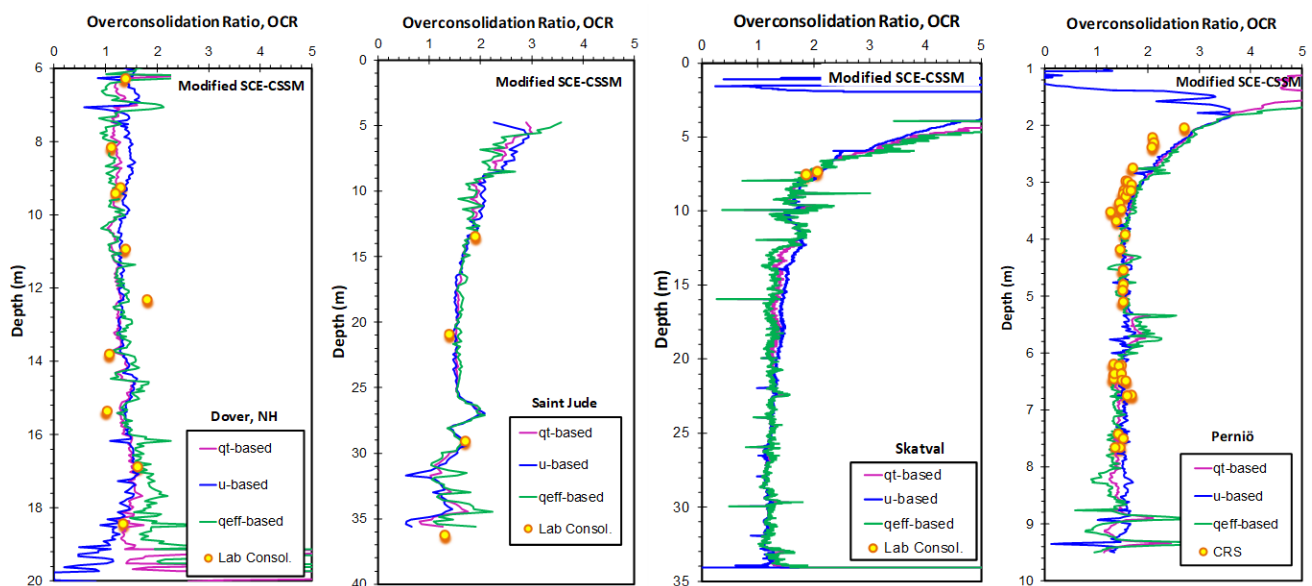 Overconsolidation Ratio, OCR
0 1 2 3 4 5
6
8
10
12
14
16
18
20
Depth (m)
Modified SCE-CSSM
Dover, NH
qt-based
u-based
qeff-based
Lab Consol.
Overconsolidation Ratio, OCR
0 1 2 3 4 5
0
5
10
15
20
25
30
35
40
Depth (m)
Modified SCE-CSSM
Saint Jude
qt-based
u-based
qeff-based
Lab Consol.
Overconsolidation Ratio, OCR
0 1 2 3 4 5
0
5
10
15
20
25
30
35
Depth (m)
Modified SCE-CSSM
Skatval
qt-based
u-based
qeff-based
Lab Consol.
Overconsolidation Ratio, OCR
0 1 2 3 4 5
1
2
3
4
5
6
7
8
9
10
Depth (m)
Modified SCE-CSSM
Perniö
qt-based
u-based
qeff-based
CRS